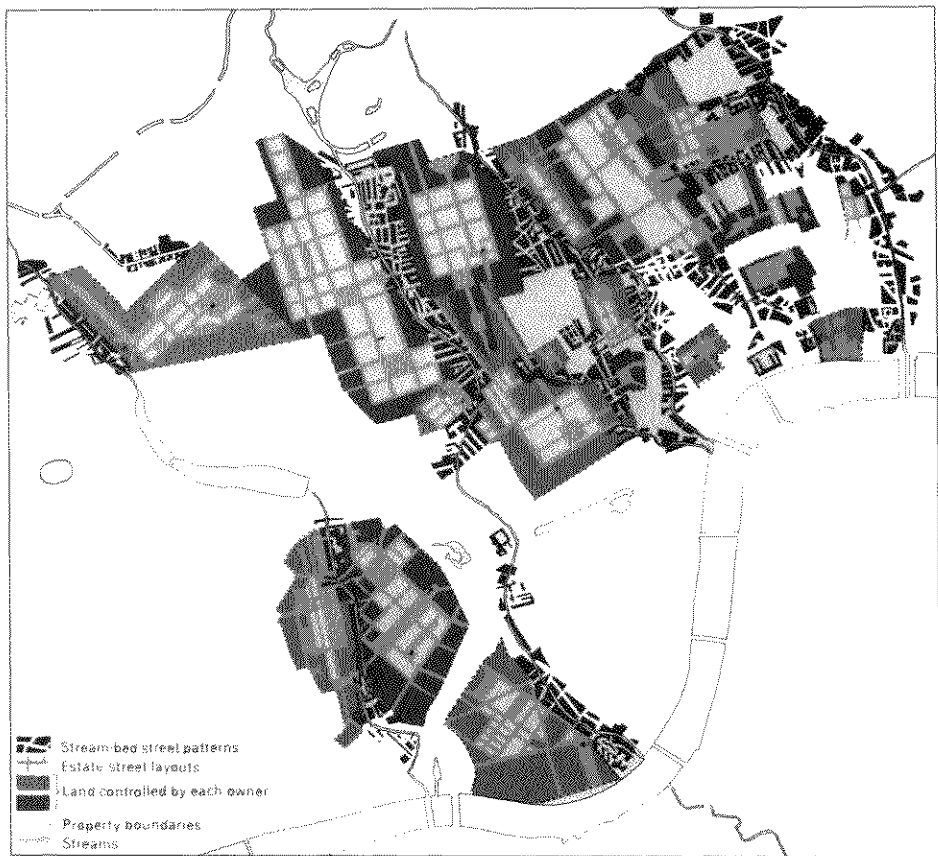 Stream-bed street patterns
Estate street layouts
Land controlled by each owner
Property boundaries
Streams